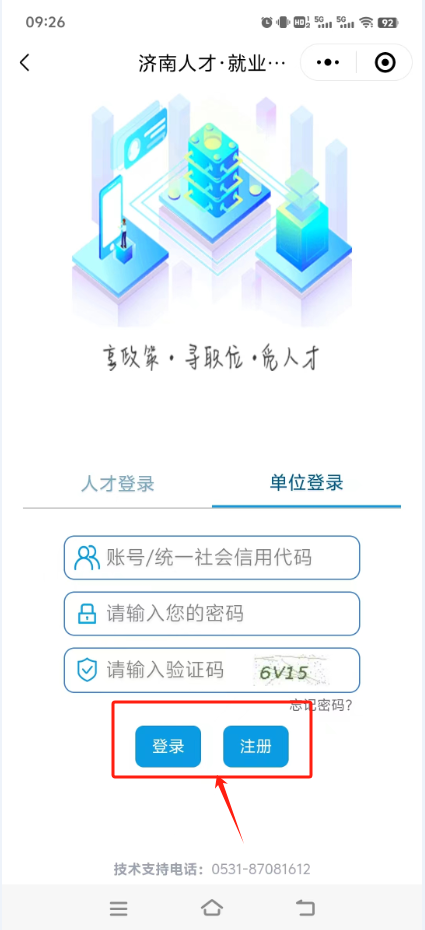 09:26
HD 5G 5G 92
济南人才·就业…
享政策·寻职位·觅人才
人才登录
单位登录
账号/统一社会信用代码
请输入您的密码
请输入验证码 6V15
忘记密码?
登录 注册
技术支持电话：0531-87081612